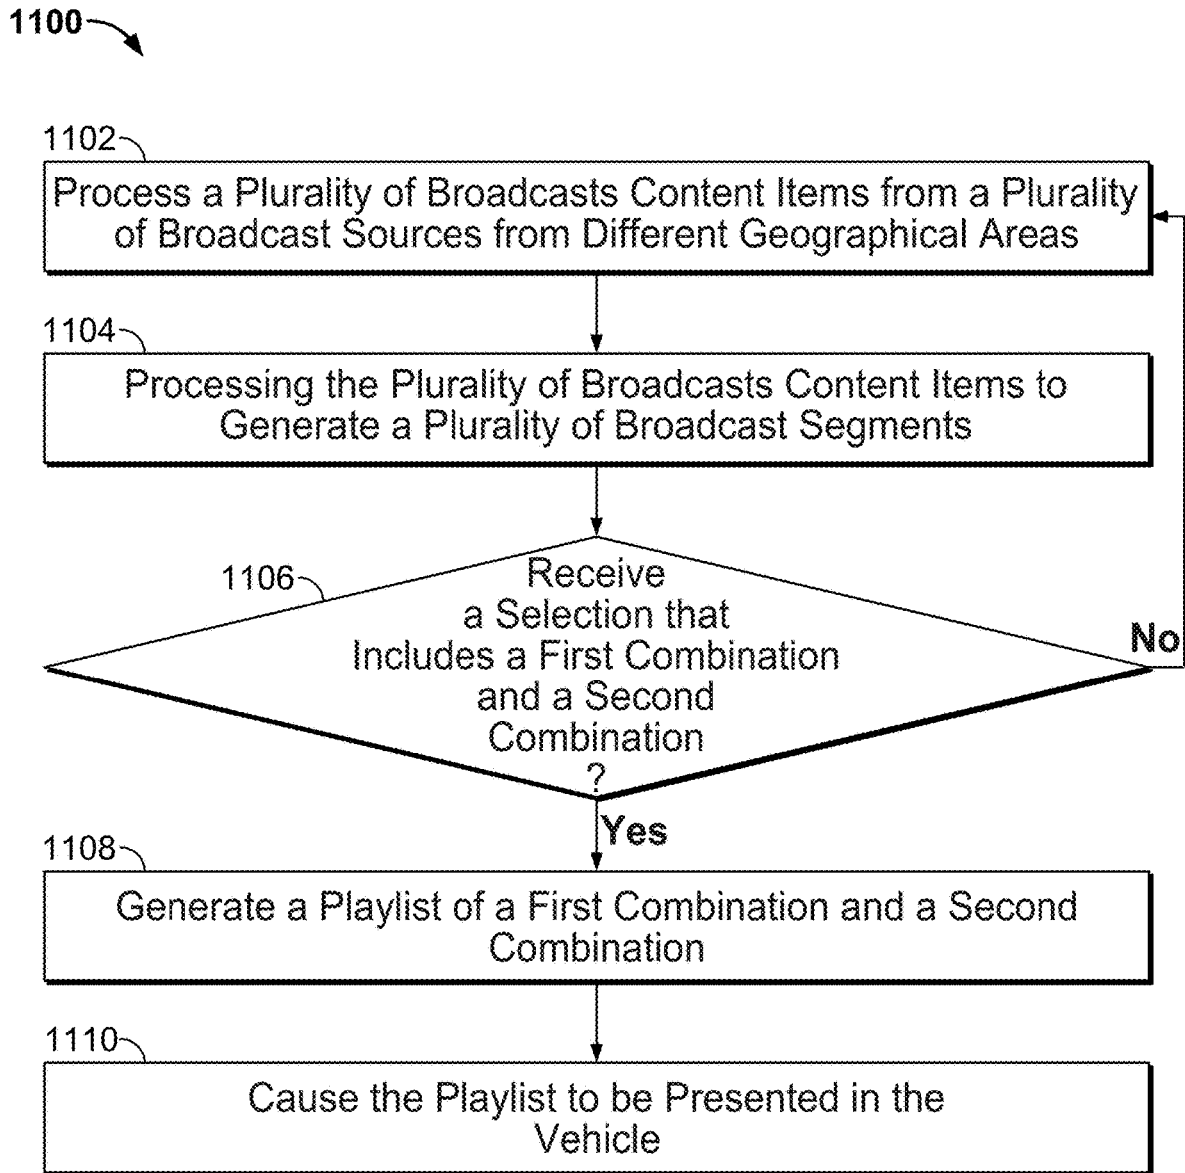 1100
1102
Process a Plurality of Broadcasts Content Items from a Plurality
of Broadcast Sources from Different Geographical Areas
1104
Processing the Plurality of Broadcasts Content Items to
Generate a Plurality of Broadcast Segments
1106
Receive
a Selection that
Includes a First Combination
and a Second
Combination
?
No
Yes
1108
Generate a Playlist of a First Combination and a Second
Combination
1110
Cause the Playlist to be Presented in the
Vehicle